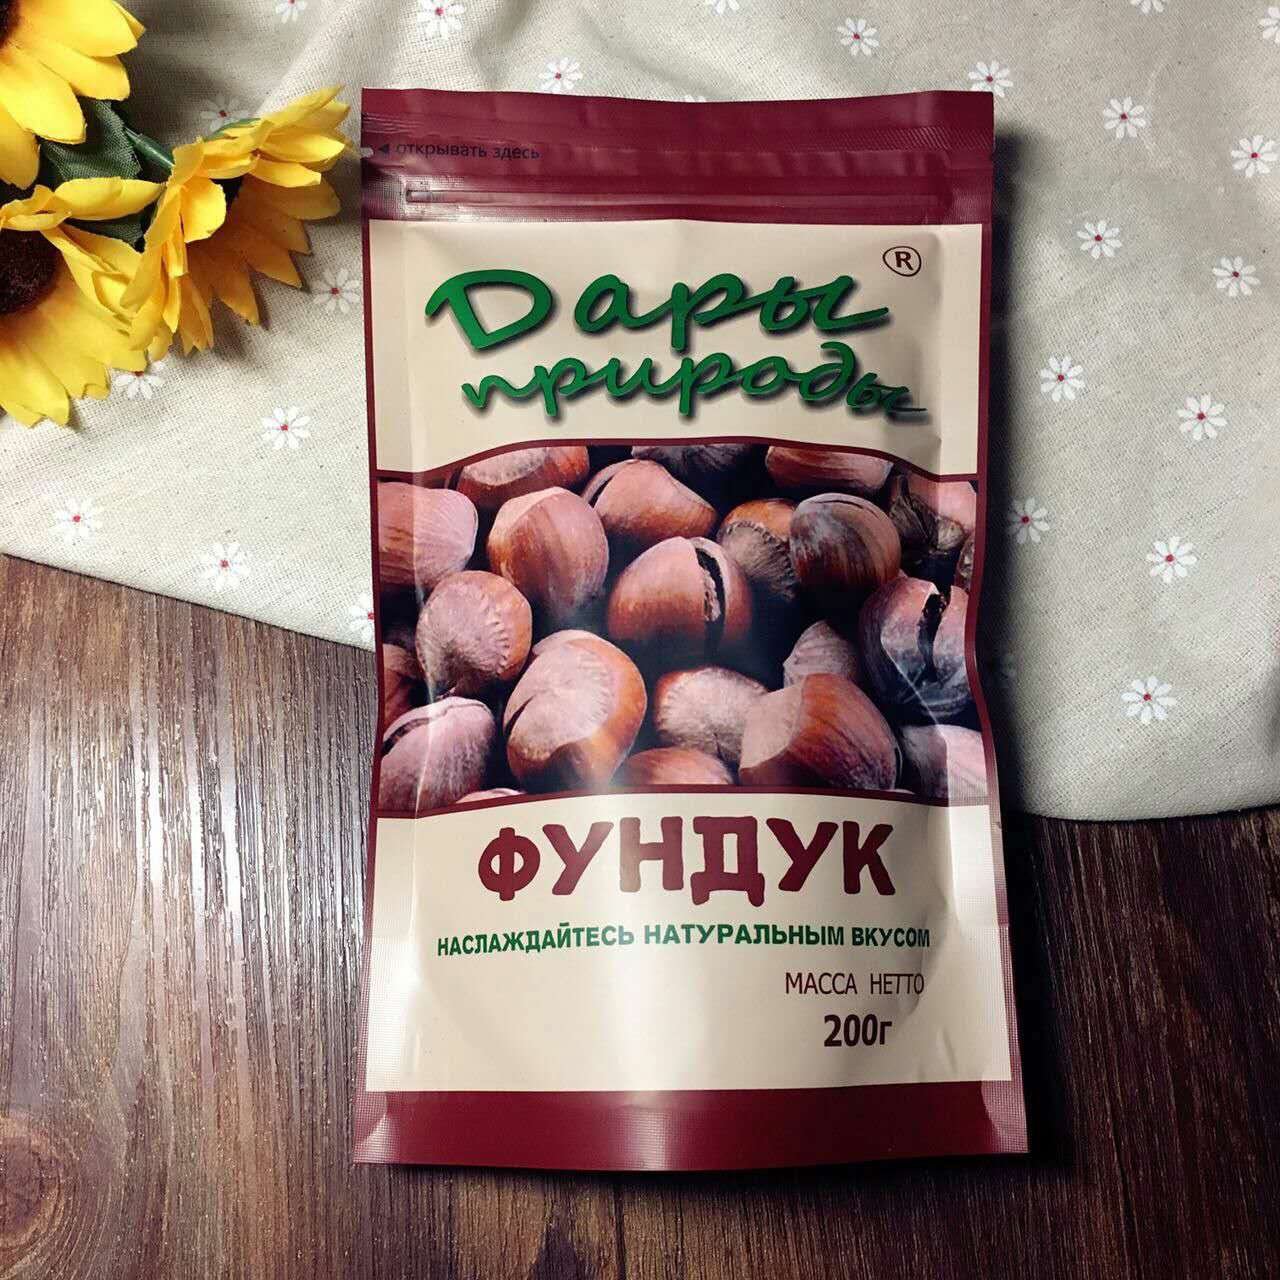 ◄ открывать здесь
Дары ®
природы
ФУНДУК
НАСЛАЖДАЙТЕСЬ НАТУРАЛЬНЫМ ВКУСОМ
МАССА НЕТТО
200г